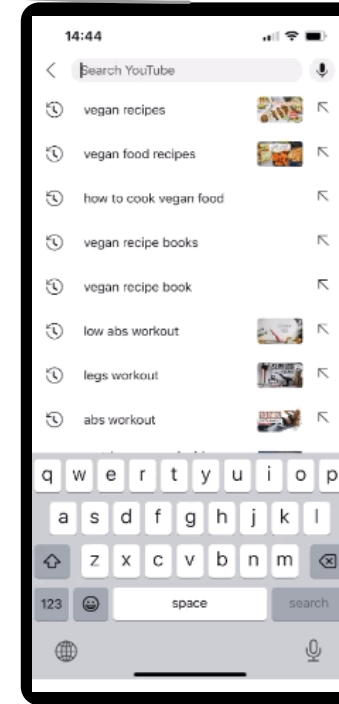 14:44
Search YouTube
vegan recipes
vegan food recipes
how to cook vegan food
vegan recipe books
vegan recipe book
low abs workout
legs workout
abs workout
q w e r t y u i o p
a s d f g h j k l
z x c v b n m
123 space search